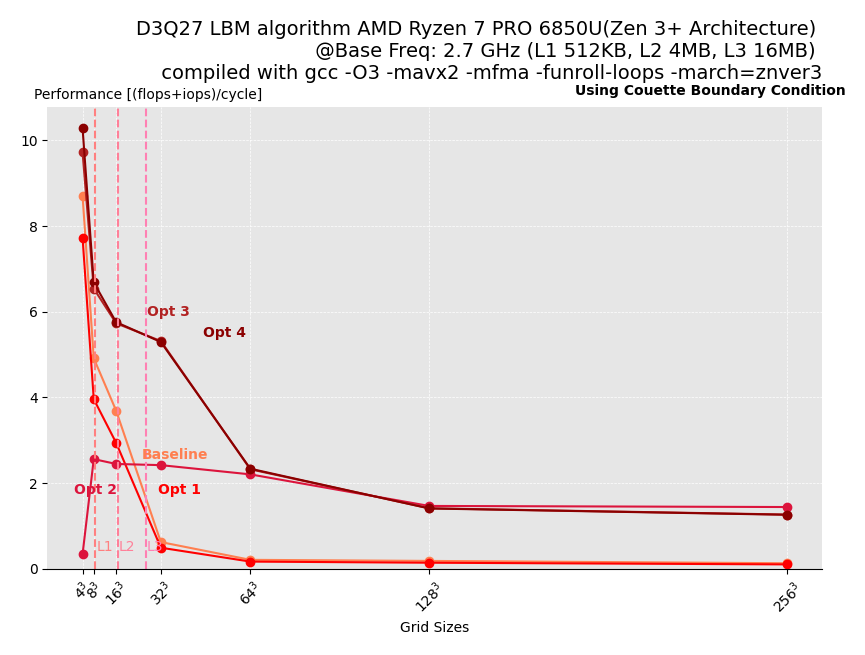 D3Q27 LBM algorithm AMD Ryzen 7 PRO 6850U(Zen 3+ Architecture)
@Base Freq: 2.7 GHz (L1 512KB, L2 4MB, L3 16MB)
compiled with gcc -O3 -mavx2 -mfma -funroll-loops -march=znver3
Performance [(flops+iops)/cycle]
Using Couette Boundary Condition
10
8
6
4
2
0
Opt 3
Opt 4
Baseline
Opt 2
Opt 1
L1
L2
L3
4³
8³
16³
32³
64³
128³
256³
Grid Sizes